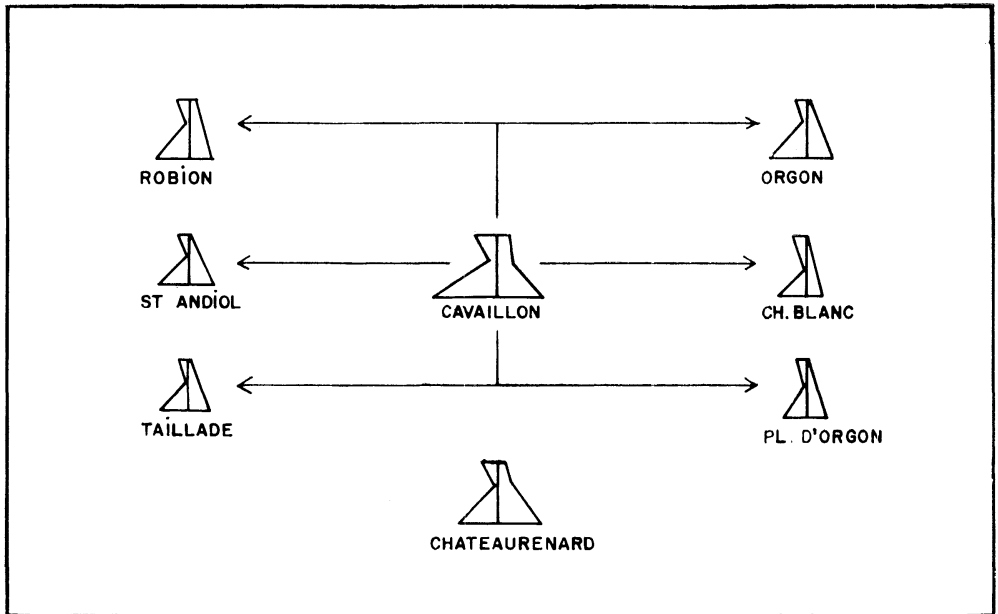 ROBiON
ORGON
ST ANDiOL
CAVAILLON
CH. BLANC
TAiLLADE
PL. D'ORGON
CHATEAURENARD